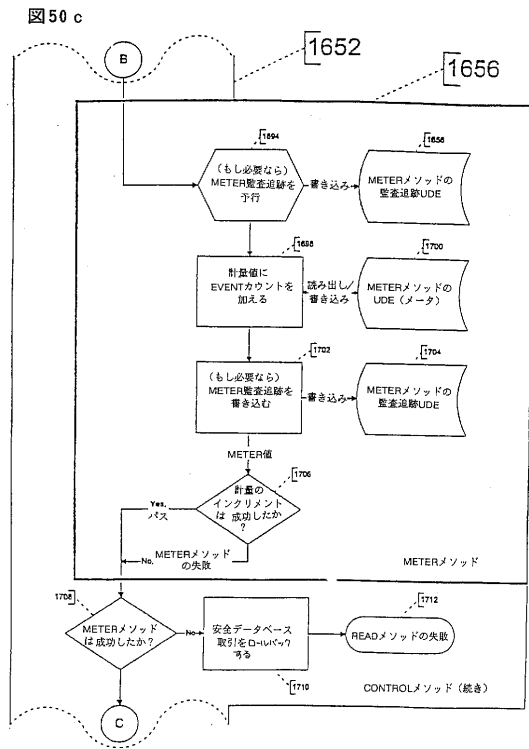 図50c
B
1652
1656
1694
(もし必要なら)
METER監査追跡を
予行
書き込み
METERメソッドの
監査追跡UDE
1698
計量値に
EVENTカウントを
加える
読み出し/
書き込み
1700
METERメソッドの
UDE(メータ)
1702
(もし必要なら)
METER監査追跡を
書き込む
書き込み
1704
METERメソッドの
監査追跡UDE
METER値
1706
計量の
インクリメント
は 成功したか
?
Yes,
パス
No.
METERメソッド
の失敗
METERメソッド
1708
METERメソッド
は成功したか?
No
安全データベース
取引をロールバック
する
1710
1712
READメソッドの失敗
CONTROLメソッド(続き)
C